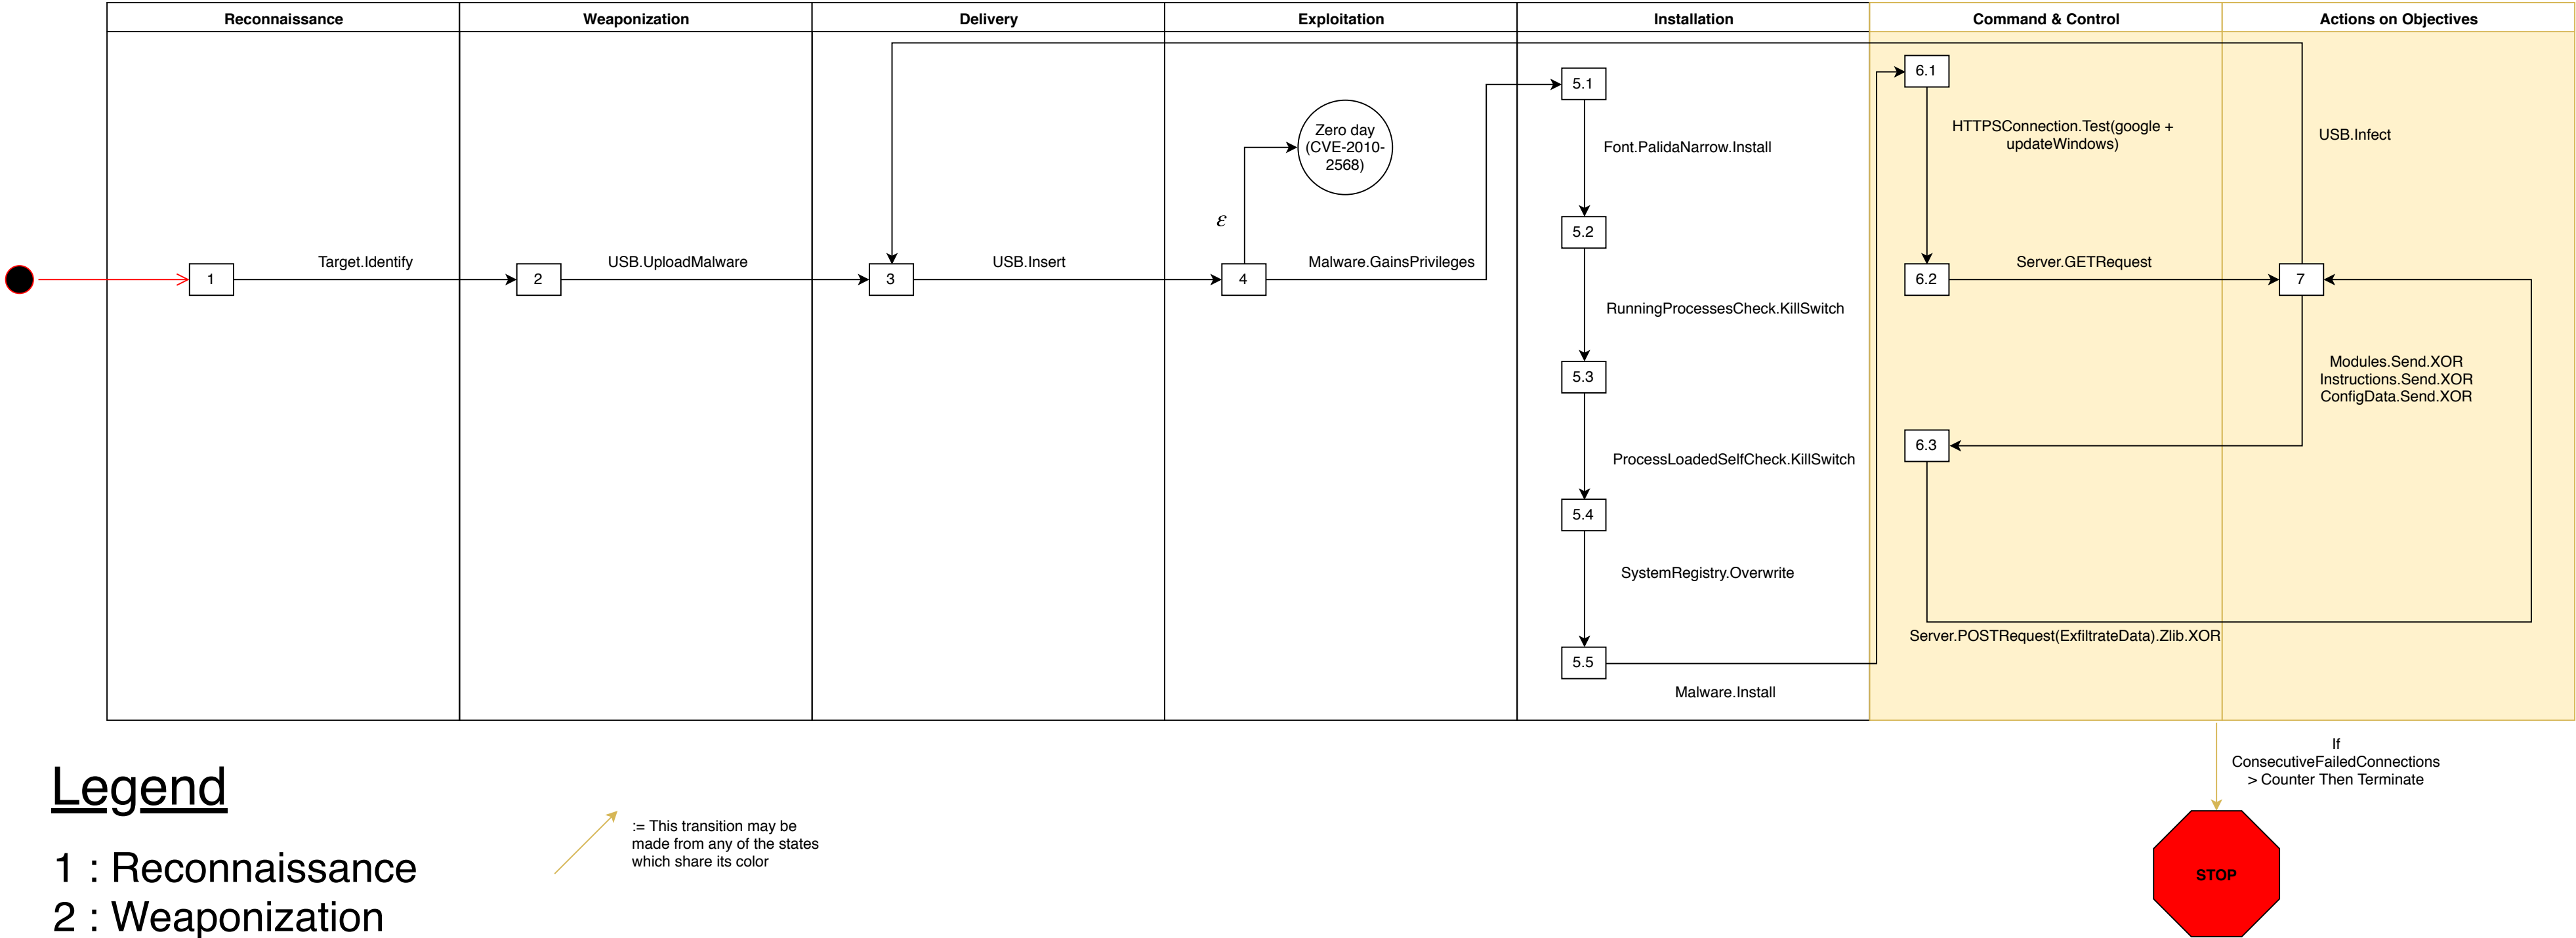 Reconnaissance
Weaponization
Delivery
Exploitation
Installation
Command & Control
Actions on Objectives
1
Target.Identify
2
USB.UploadMalware
3
USB.Insert
4
ε
Zero day
(CVE-2010-
2568)
Malware.GainsPrivileges
5.1
Font.PalidaNarrow.Install
5.2
RunningProcessesCheck.KillSwitch
5.3
ProcessLoadedSelfCheck.KillSwitch
5.4
SystemRegistry.Overwrite
5.5
Malware.Install
6.1
HTTPSConnection.Test(google +
updateWindows)
6.2
Server.GETRequest
7
USB.Infect
Modules.Send.XOR
Instructions.Send.XOR
ConfigData.Send.XOR
6.3
Server.POSTRequest(ExfiltrateData).Zlib.XOR
If
ConsecutiveFailedConnections
> Counter Then Terminate
STOP
Legend
1 : Reconnaissance
2 : Weaponization
:= This transition may be
made from any of the states
which share its color